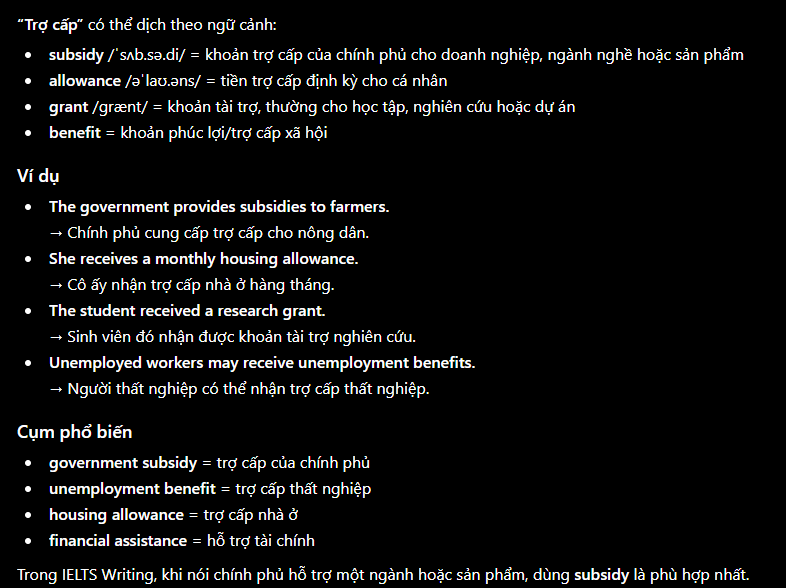 “Trợ cấp” có thể dịch theo ngữ cảnh:
• subsidy /ˈsʌb.sə.di/ = khoản trợ cấp của chính phủ cho doanh nghiệp, ngành nghề hoặc sản phẩm
• allowance /əˈlaʊ.əns/ = tiền trợ cấp định kỳ cho cá nhân
• grant /ɡrænt/ = khoản tài trợ, thường cho học tập, nghiên cứu hoặc dự án
• benefit = khoản phúc lợi/trợ cấp xã hội
Ví dụ
• The government provides subsidies to farmers.
→ Chính phủ cung cấp trợ cấp cho nông dân.
• She receives a monthly housing allowance.
→ Cô ấy nhận trợ cấp nhà ở hàng tháng.
• The student received a research grant.
→ Sinh viên đó nhận được khoản tài trợ nghiên cứu.
• Unemployed workers may receive unemployment benefits.
→ Người thất nghiệp có thể nhận trợ cấp thất nghiệp.
Cụm phổ biến
• government subsidy = trợ cấp của chính phủ
• unemployment benefit = trợ cấp thất nghiệp
• housing allowance = trợ cấp nhà ở
• financial assistance = hỗ trợ tài chính
Trong IELTS Writing, khi nói chính phủ hỗ trợ một ngành hoặc sản phẩm, dùng subsidy là phù hợp nhất.